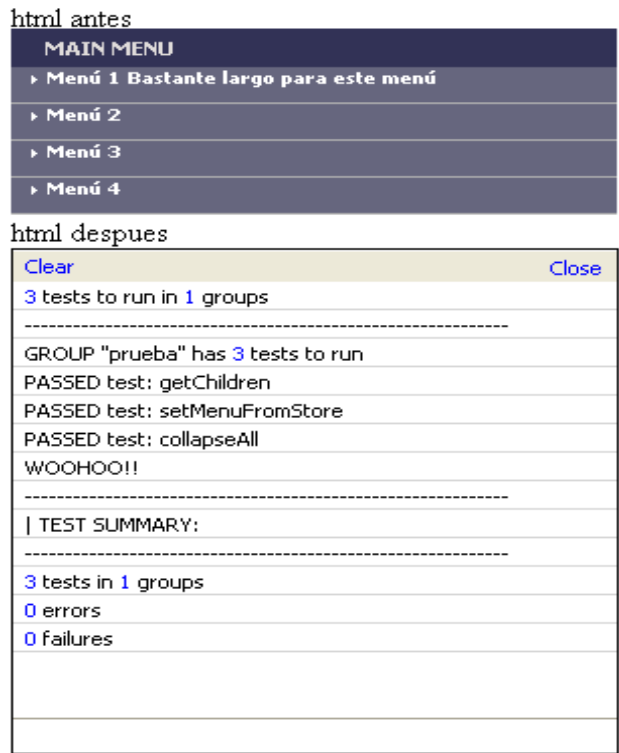 html antes
MAIN MENU
Menú 1 Bastante largo para este menú
Menú 2
Menú 3
Menú 4
html despues
Clear Close
3 tests to run in 1 groups
------------------------------------------------------------
GROUP "prueba" has 3 tests to run
PASSED test: getChildren
PASSED test: setMenuFromStore
PASSED test: collapseAll
WOOHOO!!
------------------------------------------------------------
| TEST SUMMARY:
------------------------------------------------------------
3 tests in 1 groups
0 errors
0 failures